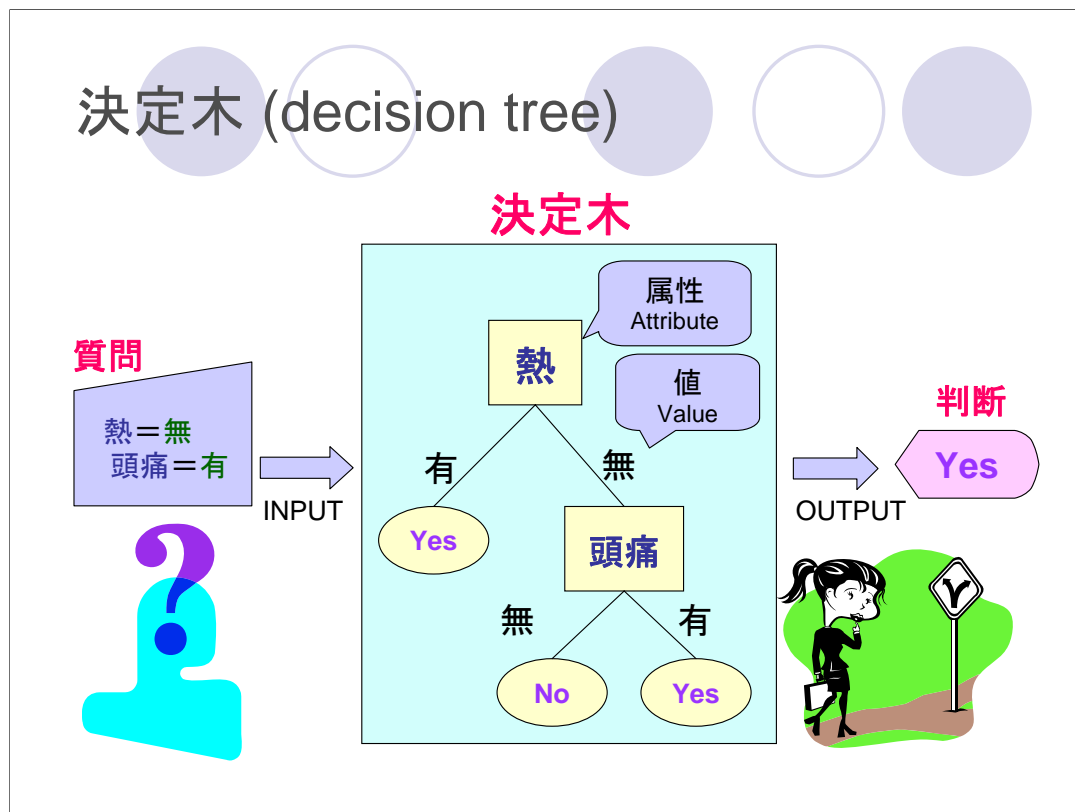 決定木 (decision tree)
決定木
属性
Attribute
熱
質問
値
Value
判断
熱＝無
頭痛＝有
有
無
Yes
INPUT
OUTPUT
Yes
頭痛
無
有
No
Yes
?